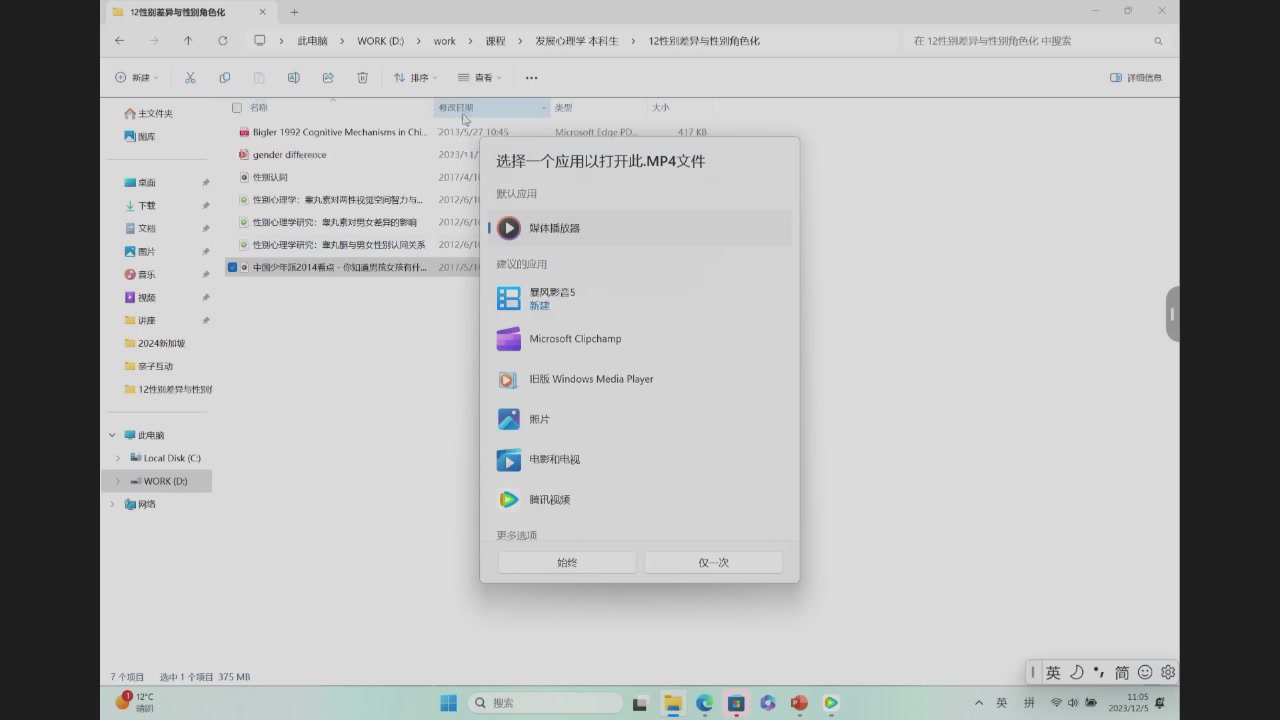 12性别差异与性别角色化
此电脑 > WORK (D:) > work > 课程 > 发展心理学 本科生 > 12性别差异与性别角色化
在 12性别差异与性别角色化 中搜索
新建
排序
查看
详细信息
主文件夹
图库
桌面
下载
文档
图片
音乐
视频
讲座
2024新加坡
亲子互动
12性别差异与性别
此电脑
Local Disk (C:)
WORK (D:)
网络
名称 修改日期 类型 大小
Bigler 1992 Cognitive Mechanisms in Chi... 2013/5/27 10:45 Microsoft Edge PD... 417 KB
gender difference 2023/11/
性别认同 2017/4/1
性别心理学：睾丸素对两性视觉空间智力与... 2012/6/1
性别心理学研究：睾丸素对男女差异的影响 2012/6/1
性别心理学研究：睾丸酮与男女性别认同关系 2012/6/1
中国少年派2014看点 - 你知道男孩女孩有什... 2017/5/1
选择一个应用以打开此.MP4文件
默认应用
媒体播放器
建议的应用
暴风影音5
新建
Microsoft Clipchamp
旧版 Windows Media Player
照片
电影和电视
腾讯视频
更多选项
始终
仅一次
7 个项目 选中 1 个项目 375 MB
英 简
1
12°C
晴朗
搜索
英 拼
11:05
2023/12/5